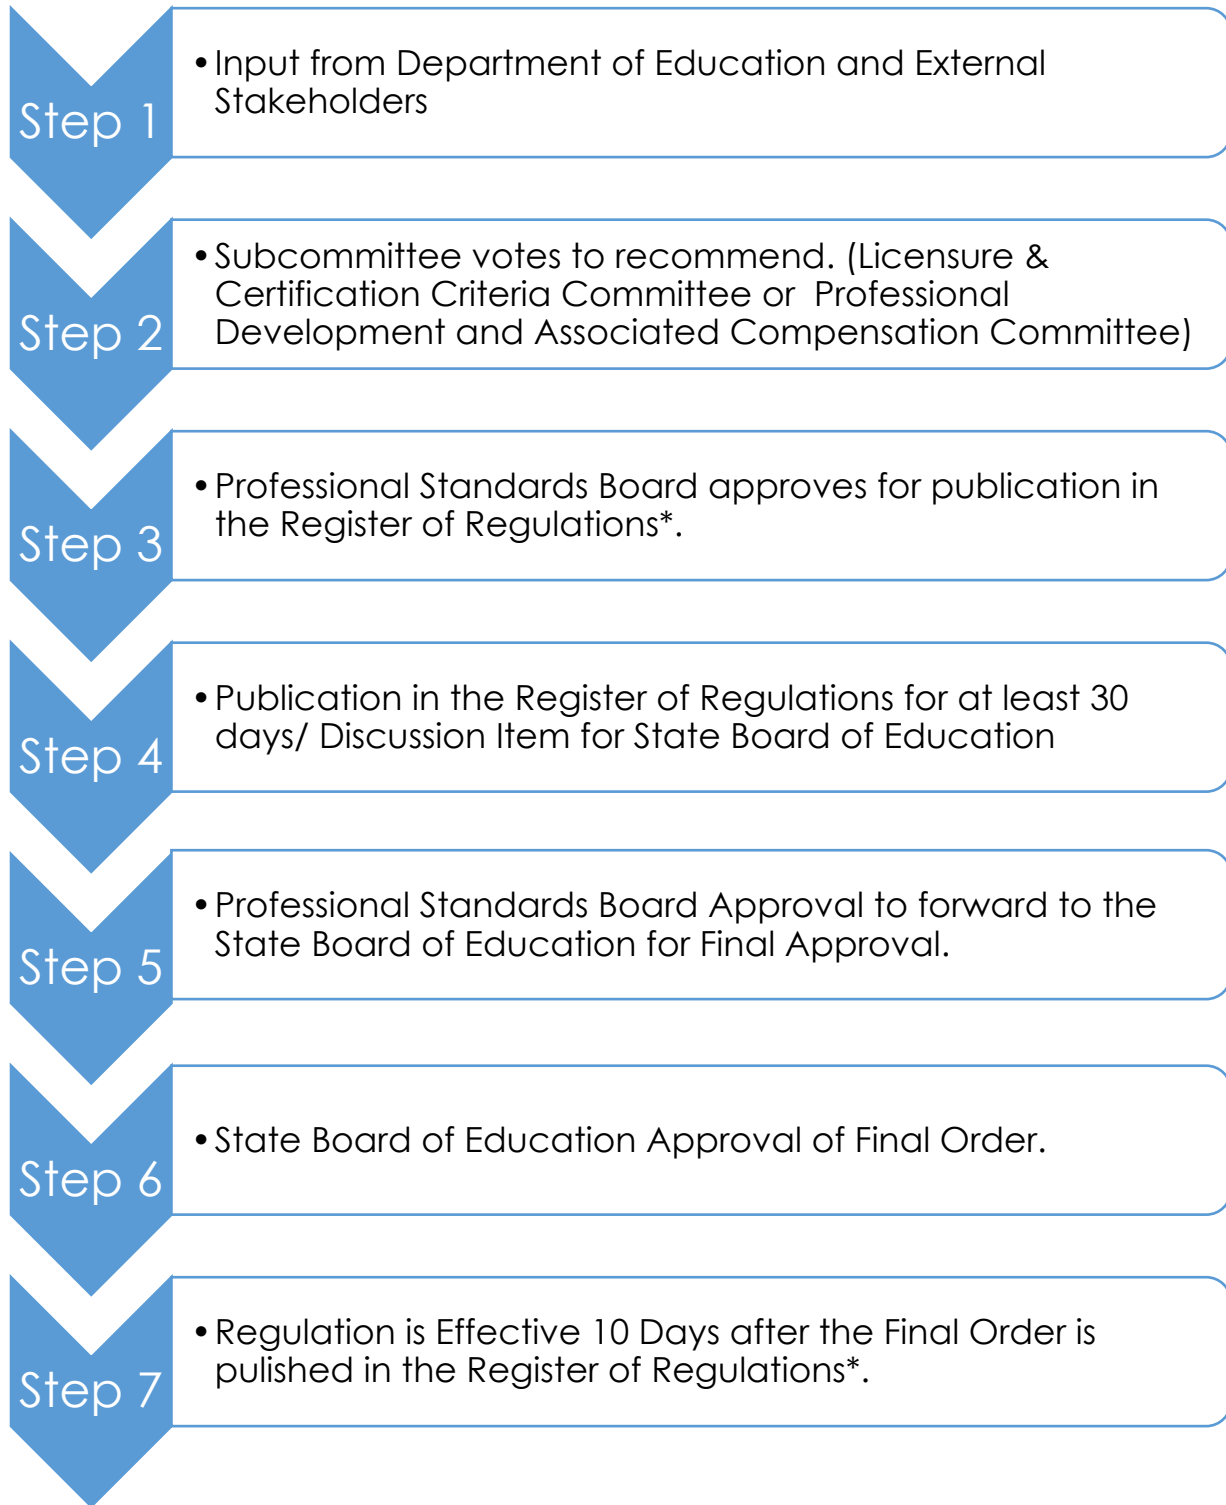 Step 1
•Input from Department of Education and External
Stakeholders
Step 2
•Subcommittee votes to recommend. (Licensure &
Certification Criteria Committee or  Professional
Development and Associated Compensation Committee)
Step 3
•Professional Standards Board approves for publication in
the Register of Regulations*.
Step 4
•Publication in the Register of Regulations for at least 30
days/ Discussion Item for State Board of Education
Step 5
•Professional Standards Board Approval to forward to the
State Board of Education for Final Approval.
Step 6
•State Board of Education Approval of Final Order.
Step 7
•Regulation is Effective 10 Days after the Final Order is
pulished in the Register of Regulations*.